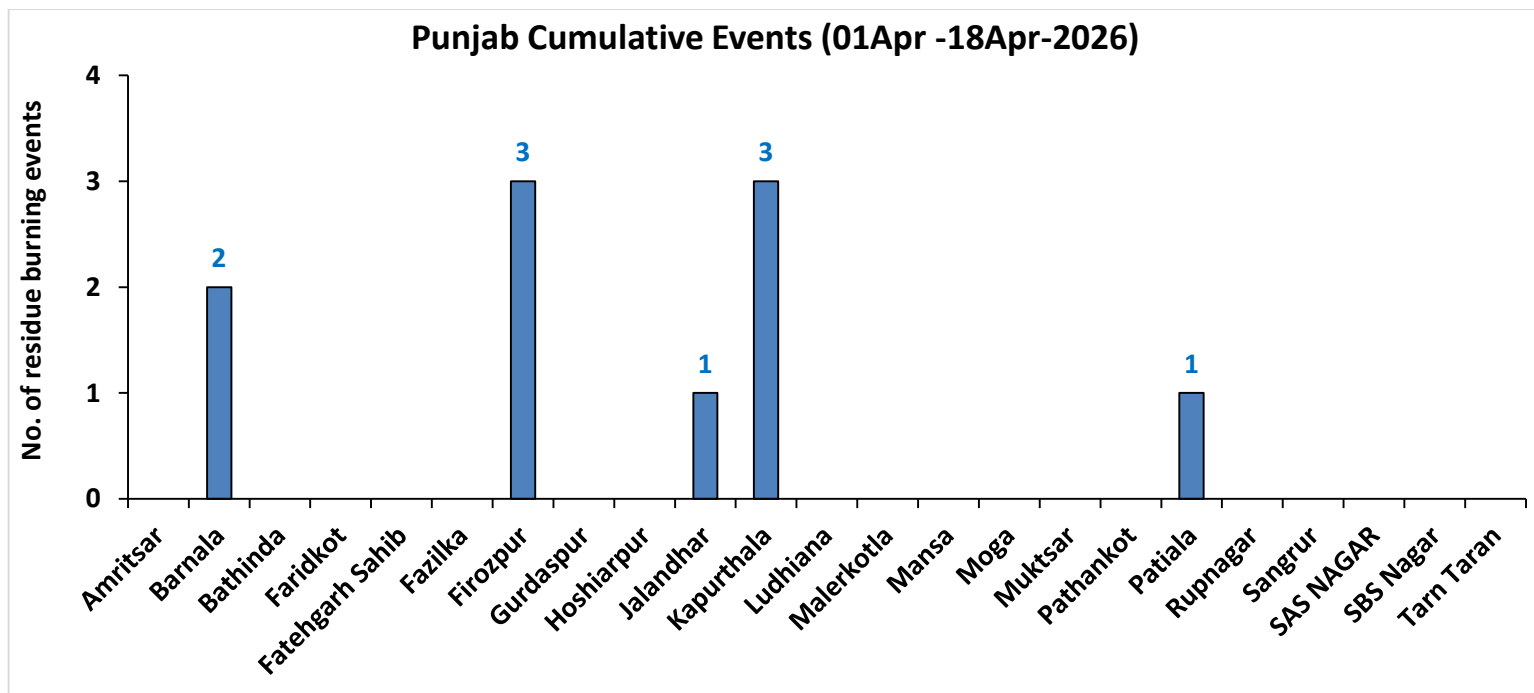 Punjab Cumulative Events (01Apr -18Apr-2026)
No. of residue burning events
4
3
2
1
0
2
3
1
3
1
Amritsar
Barnala
Bathinda
Faridkot
Fatehgarh Sahib
Fazilka
Firozpur
Gurdaspur
Hoshiarpur
Jalandhar
Kapurthala
Ludhiana
Malerkotla
Mansa
Moga
Muktsar
Pathankot
Patiala
Rupnagar
Sangrur
SAS NAGAR
SBS Nagar
Tarn Taran